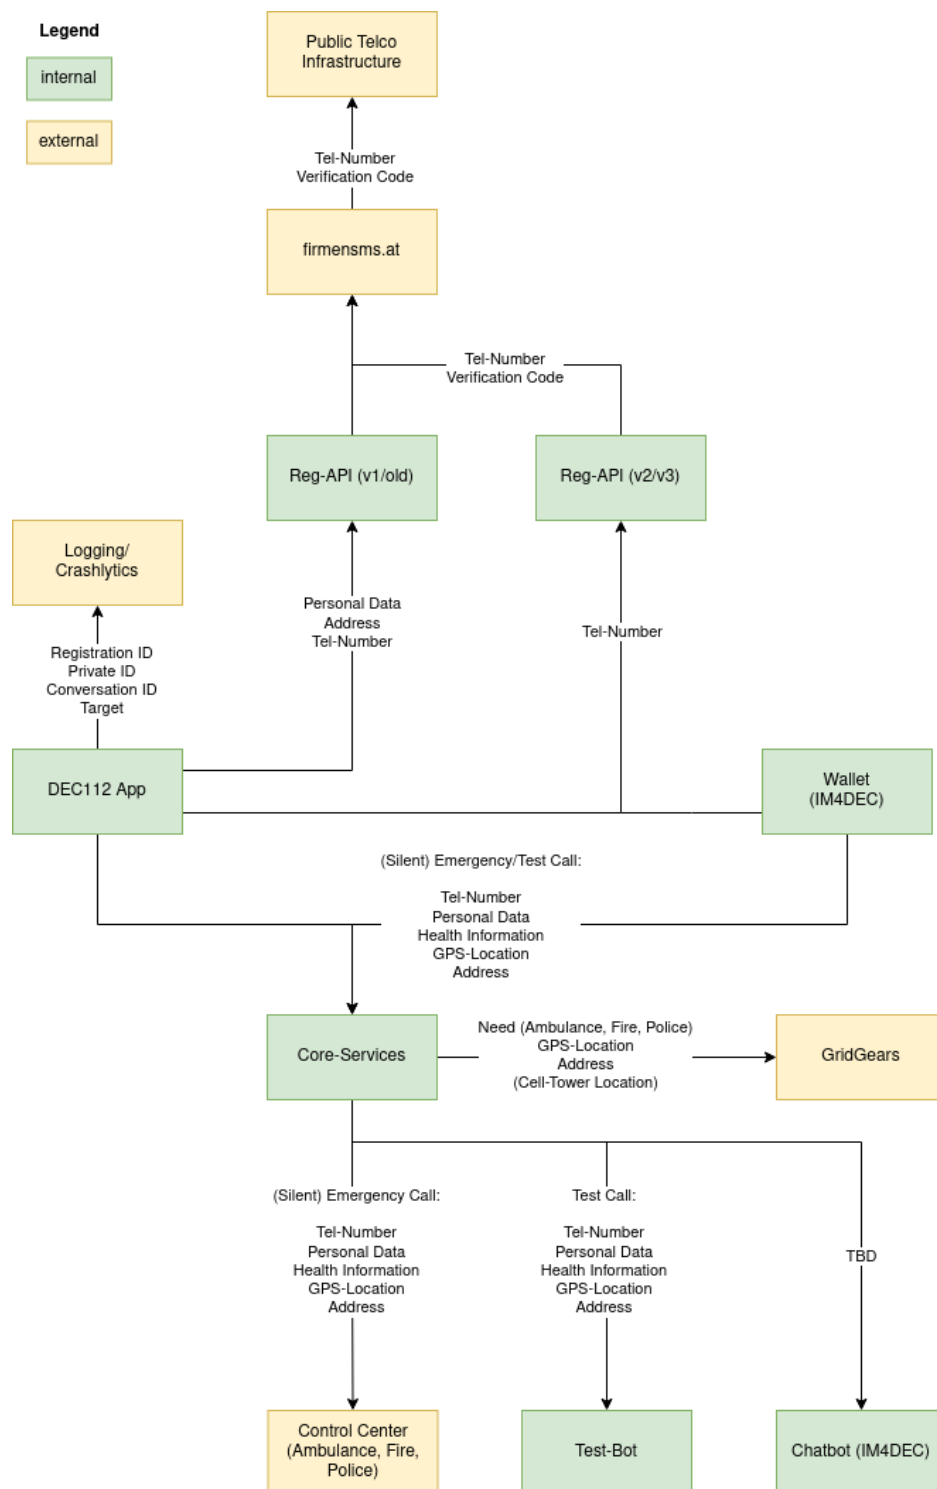 Legend
internal
external
Public Telco
Infrastructure
Tel-Number
Verification Code
firmensms.at
Tel-Number
Verification Code
Reg-API (v1/old)
Reg-API (v2/v3)
Logging/
Crashlytics
Personal Data
Address
Tel-Number
Tel-Number
Registration ID
Private ID
Conversation ID
Target
DEC112 App
Wallet
(IM4DEC)
(Silent) Emergency/Test Call:
Tel-Number
Personal Data
Health Information
GPS-Location
Address
Core-Services
Need (Ambulance, Fire, Police)
GPS-Location
Address
(Cell-Tower Location)
GridGears
(Silent) Emergency Call:
Tel-Number
Personal Data
Health Information
GPS-Location
Address
Test Call:
Tel-Number
Personal Data
Health Information
GPS-Location
Address
TBD
Control Center
(Ambulance, Fire,
Police)
Test-Bot
Chatbot (IM4DEC)